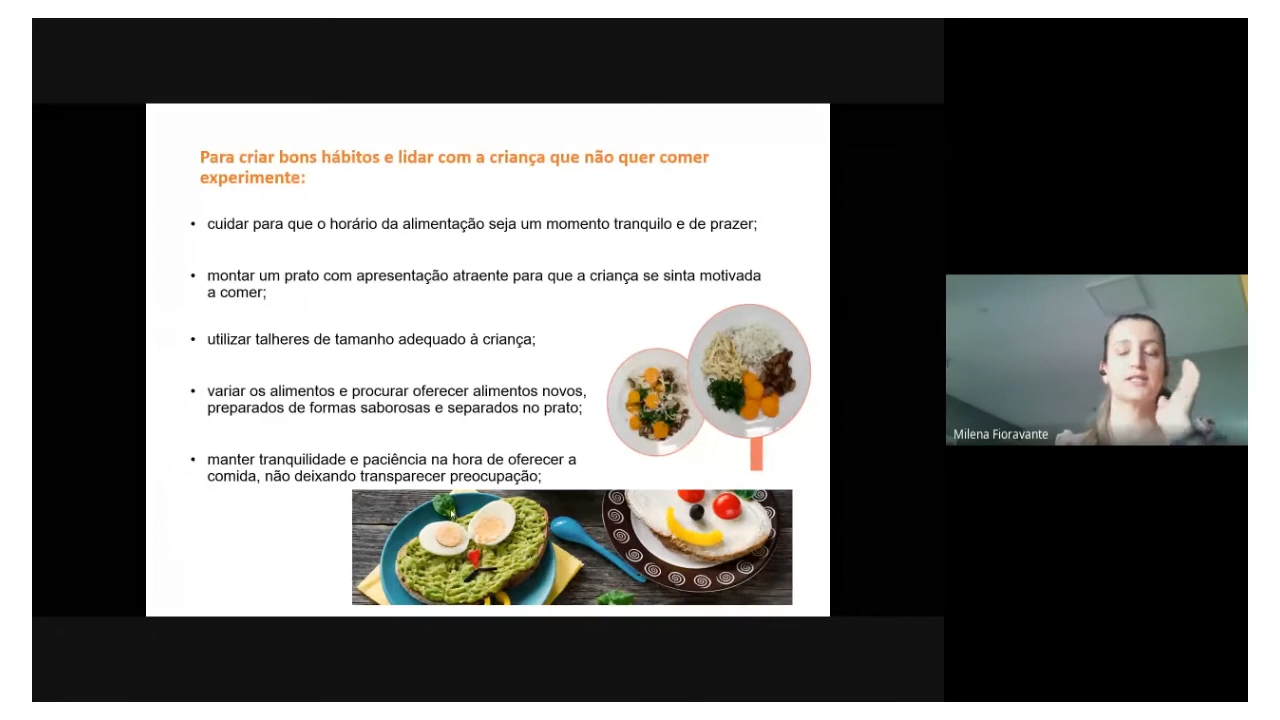 Para criar bons hábitos e lidar com a criança que não quer comer
experimente:
• cuidar para que o horário da alimentação seja um momento tranquilo e de prazer;
• montar um prato com apresentação atraente para que a criança se sinta motivada
a comer;
• utilizar talheres de tamanho adequado à criança;
• variar os alimentos e procurar oferecer alimentos novos,
preparados de formas saborosas e separados no prato;
• manter tranquilidade e paciência na hora de oferecer a
comida, não deixando transparecer preocupação;
Milena Fioravante